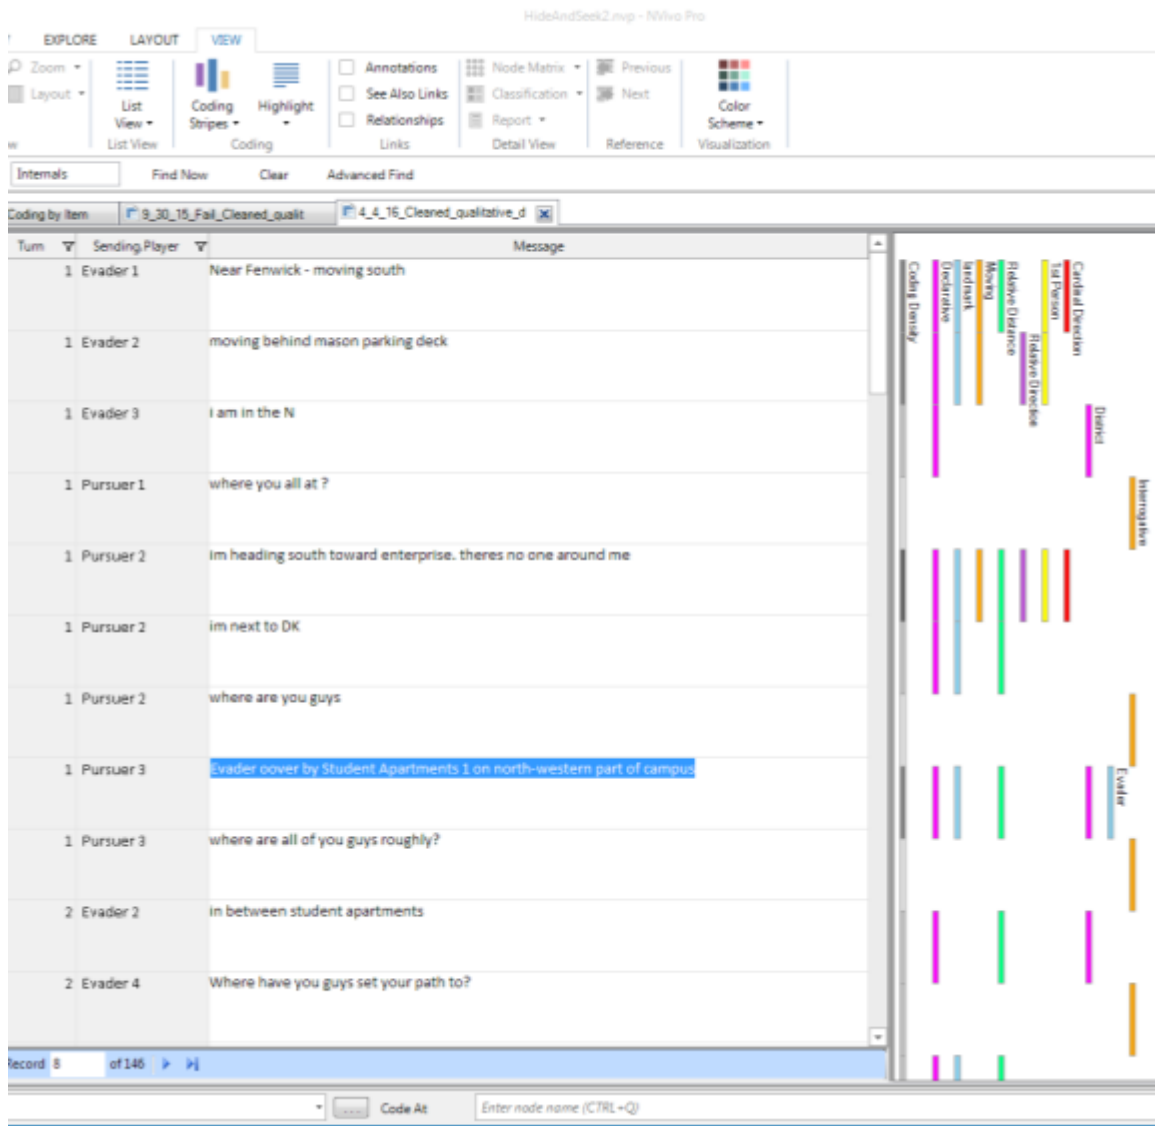 HideAndSeek2.nvp - NVivo Pro
EXPLORE LAYOUT VIEW
Zoom
Layout
List View
Coding Stripes
Highlight
Annotations
See Also Links
Relationships
Node Matrix
Classification
Report
Previous
Next
Color Scheme
List View Coding Links Detail View Reference Visualization
Internals Find Now Clear Advanced Find
Coding by Item 9_30_15_Fail_Cleaned_qualit 4_4_16_Cleaned_qualitative_d
Turn Sending.Player Message
1 Evader 1 Near Fenwick - moving south
1 Evader 2 moving behind mason parking deck
1 Evader 3 i am in the N
1 Pursuer 1 where you all at ?
1 Pursuer 2 im heading south toward enterprise. theres no one around me
1 Pursuer 2 im next to DK
1 Pursuer 2 where are you guys
1 Pursuer 3 Evader oover by Student Apartments 1 on north-western part of campus
1 Pursuer 3 where are all of you guys roughly?
2 Evader 2 in between student apartments
2 Evader 4 Where have you guys set your path to?
Coding Density
Declarative
landmark
Moving
Relative Distance
Relative Direction
1st Person
Cardinal Direction
District
Evader
Interrogative
Record 8 of 146
... Code At Enter node name (CTRL+Q)